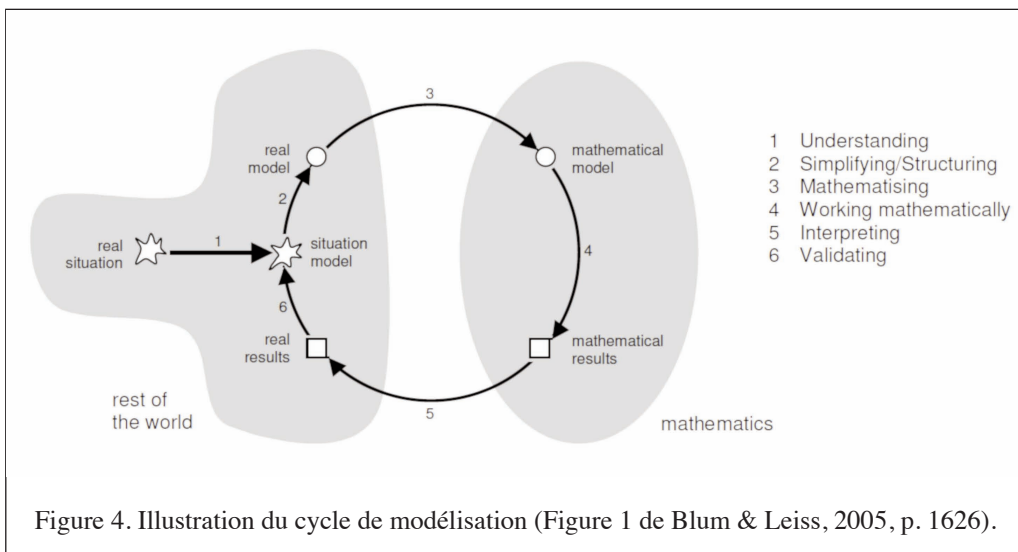 3
real
model
mathematical
model
1 Understanding
2 Simplifying/Structuring
3 Mathematising
4 Working mathematically
5 Interpreting
6 Validating
2
real
situation
1
situation
model
4
6
real
results
mathematical
results
rest of
the world
5
mathematics
Figure 4. Illustration du cycle de modélisation (Figure 1 de Blum & Leiss, 2005, p. 1626).